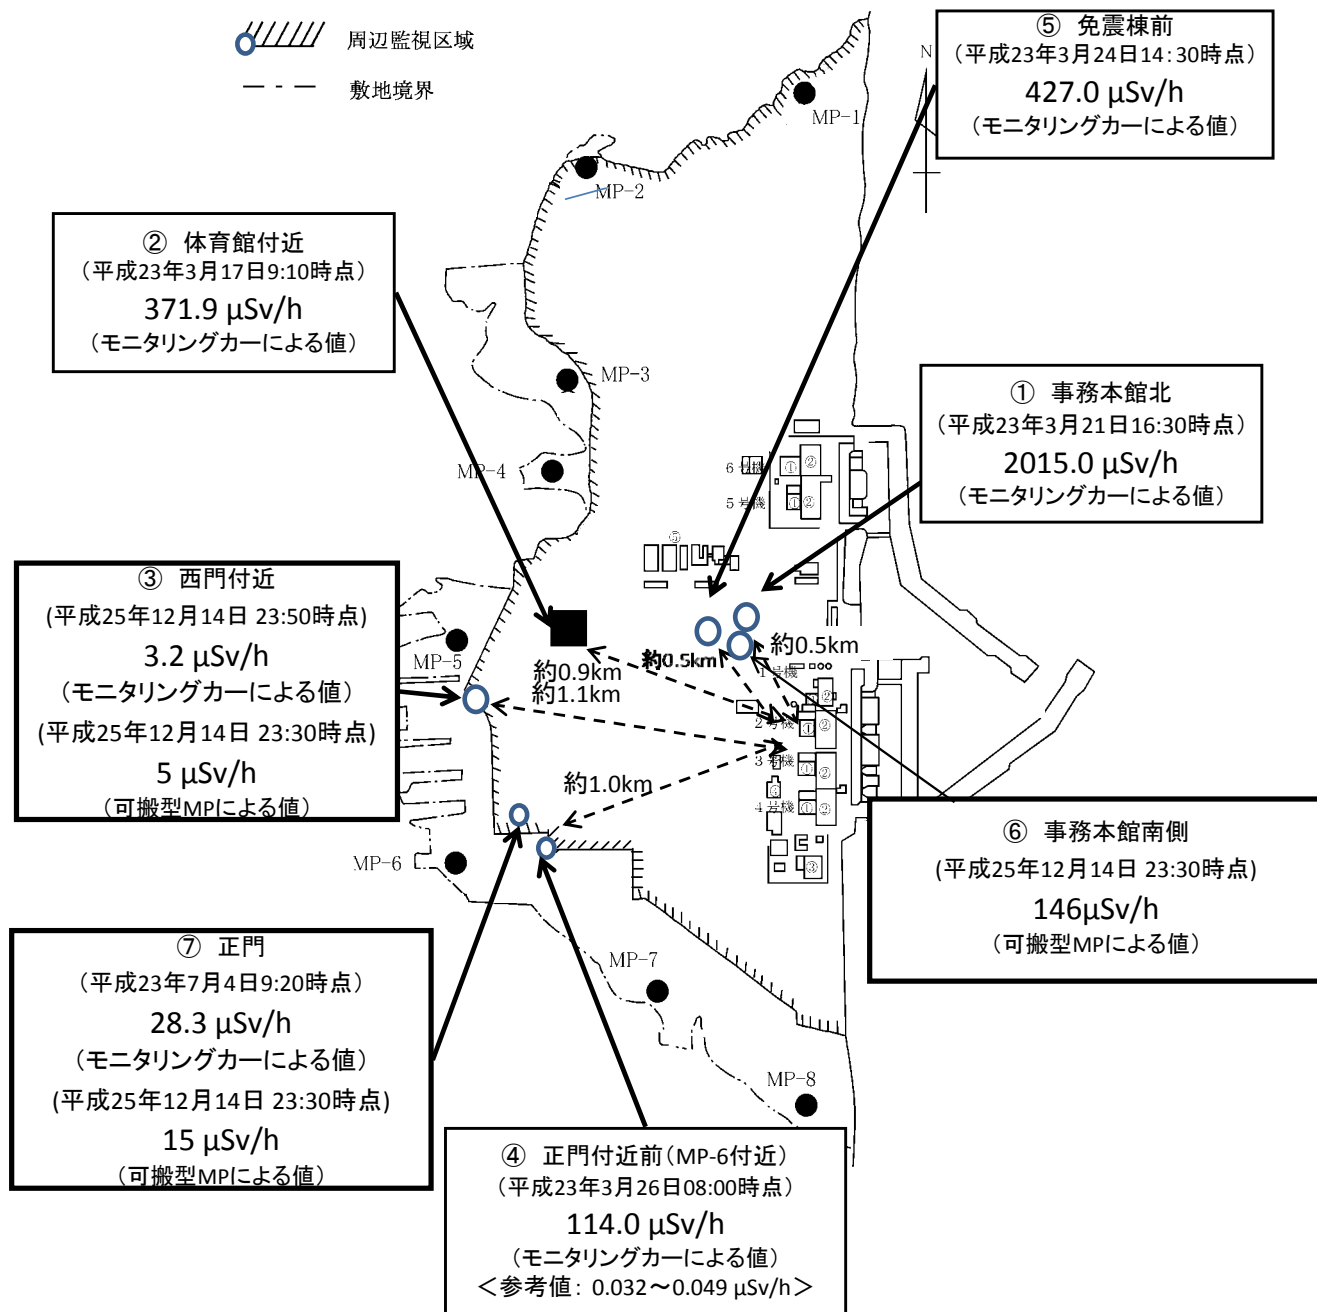 周辺監視区域
敷地境界
⑤ 免震棟前
(平成23年3月24日14:30時点)
427.0 μSv/h
(モニタリングカーによる値)
N
MP-1
MP-2
② 体育館付近
(平成23年3月17日9:10時点)
371.9 μSv/h
(モニタリングカーによる値)
MP-3
① 事務本館北
(平成23年3月21日16:30時点)
2015.0 μSv/h
(モニタリングカーによる値)
MP-4
6号機
① ②
5号機
① ②
⑤
③ 西門付近
(平成25年12月14日 23:50時点)
3.2 μSv/h
(モニタリングカーによる値)
(平成25年12月14日 23:30時点)
5 μSv/h
(可搬型MPによる値)
MP-5
約0.5km
約0.5km
約0.9km
約1.1km
1号機
②
2号機
① ②
3号機
① ②
約1.0km
4号機
① ②
③
MP-6
⑥ 事務本館南側
(平成25年12月14日 23:30時点)
146μSv/h
(可搬型MPによる値)
⑦ 正門
(平成23年7月4日9:20時点)
28.3 μSv/h
(モニタリングカーによる値)
(平成25年12月14日 23:30時点)
15 μSv/h
(可搬型MPによる値)
MP-7
MP-8
④ 正門付近前(MP-6付近)
(平成23年3月26日08:00時点)
114.0 μSv/h
(モニタリングカーによる値)
<参考値: 0.032~0.049 μSv/h>